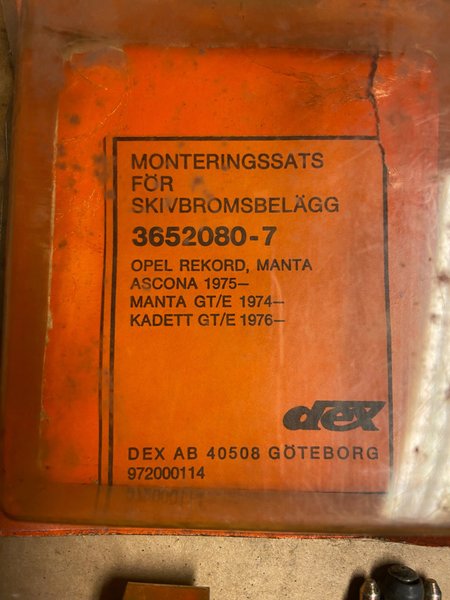 MONTERINGSSATS
FÖR
SKIVBROMSBELÄGG
3652080-7
OPEL REKORD, MANTA
ASCONA 1975–
MANTA GT/E 1974–
KADETT GT/E 1976–
dex
DEX AB 40508 GÖTEBORG
972000114